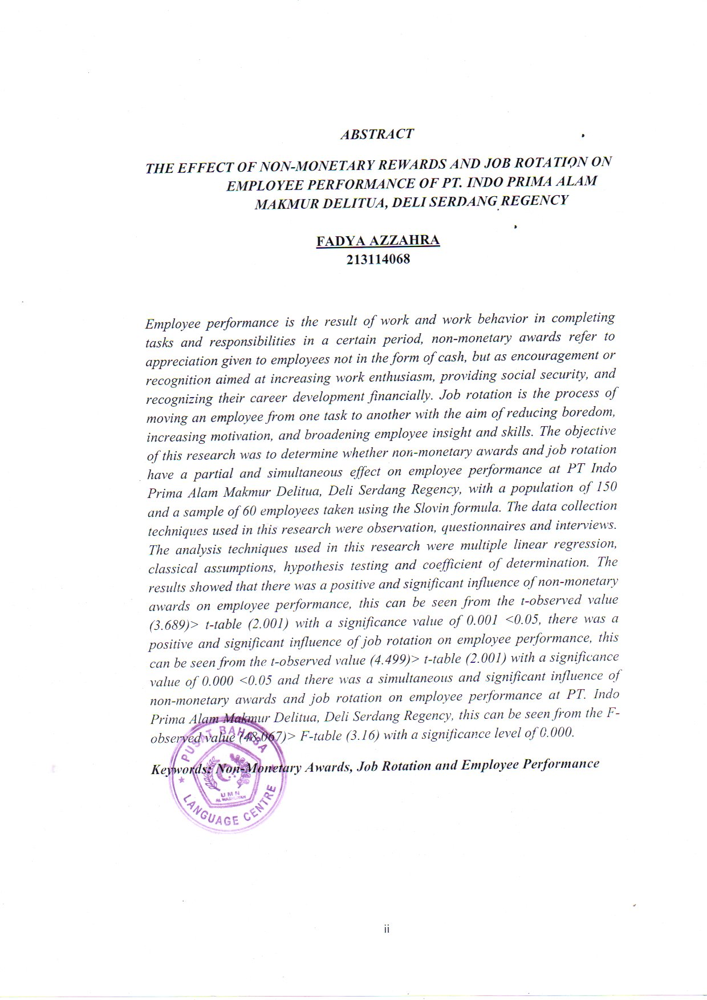 ABSTRACT
THE EFFECT OF NON-MONETARY REWARDS AND JOB ROTATION ON
EMPLOYEE PERFORMANCE OF PT. INDO PRIMA ALAM
MAKMUR DELITUA, DELI SERDANG REGENCY
FADYA AZZAHRA
213114068
Employee performance is the result of work and work behavior in completing
tasks and responsibilities in a certain period, non-monetary awards refer to
appreciation given to employees not in the form of cash, but as encouragement or
recognition aimed at increasing work enthusiasm, providing social security, and
recognizing their career development financially. Job rotation is the process of
moving an employee from one task to another with the aim of reducing boredom,
increasing motivation, and broadening employee insight and skills. The objective
of this research was to determine whether non-monetary awards and job rotation
have a partial and simultaneous effect on employee performance at PT Indo
Prima Alam Makmur Delitua, Deli Serdang Regency, with a population of 150
and a sample of 60 employees taken using the Slovin formula. The data collection
techniques used in this research were observation, questionnaires and interviews.
The analysis techniques used in this research were multiple linear regression,
classical assumptions, hypothesis testing and coefficient of determination. The
results showed that there was a positive and significant influence of non-monetary
awards on employee performance, this can be seen from the t-observed value
(3.689)> t-table (2.001) with a significance value of 0.001 <0.05, there was a
positive and significant influence of job rotation on employee performance, this
can be seen from the t-observed value (4.499)> t-table (2.001) with a significance
value of 0.000 <0.05 and there was a simultaneous and significant influence of
non-monetary awards and job rotation on employee performance at PT. Indo
Prima Alam Makmur Delitua, Deli Serdang Regency, this can be seen from the F-
observed value (48.067)> F-table (3.16) with a significance level of 0.000.
Keywords: Non-Monetary Awards, Job Rotation and Employee Performance
PUSAT BAHASA
UMN
AL WASHLIYAH
LANGUAGE CENTRE
ii